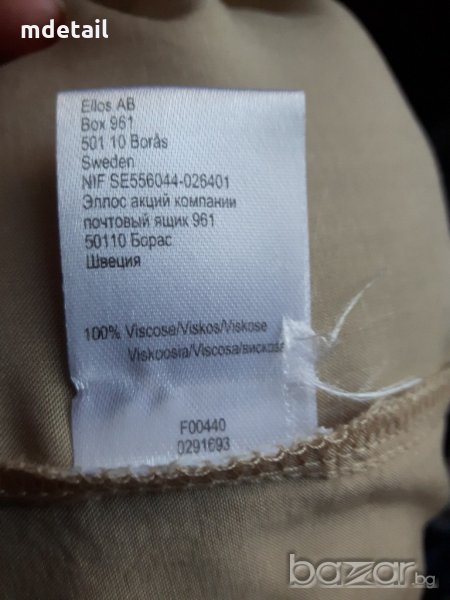 mdetail
Ellos AB
Box 961
501 10 Borås
Sweden
NIF SE556044-026401
Эллос акций компании
почтовый ящик 961
50110 Борас
Швеция
100% Viscose/Viskos/Viskose
Viskoosia/Viscosa/вискоза
F00440
0291693
bazar.bg